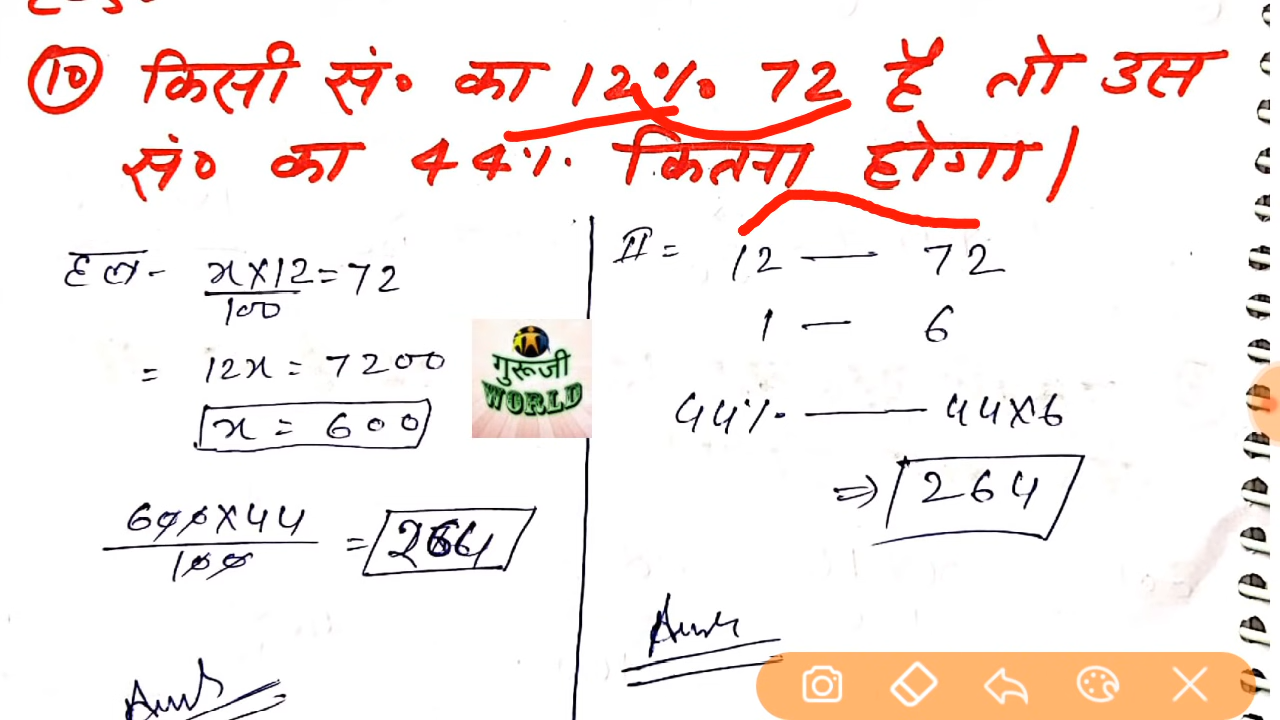 ⑩ किसी सं० का 12% 72 है तो उस
सं० का 44% कितना होगा।
हल - x×12/100 = 72
= 12x = 7200
x = 600
600×44/100 = 264
Ans
II = 12 — 72
1 — 6
44% — 44×6
⇒ 264
Ans
गुरूजी
WORLD